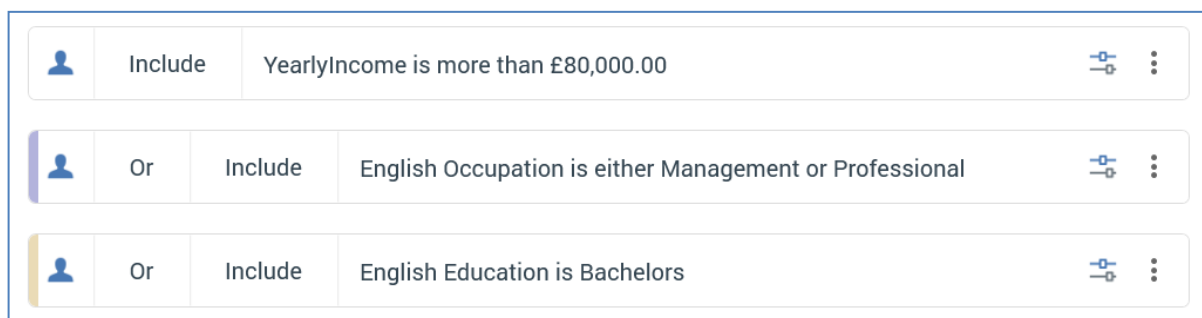 Include YearlyIncome is more than £80,000.00
Or Include English Occupation is either Management or Professional
Or Include English Education is Bachelors